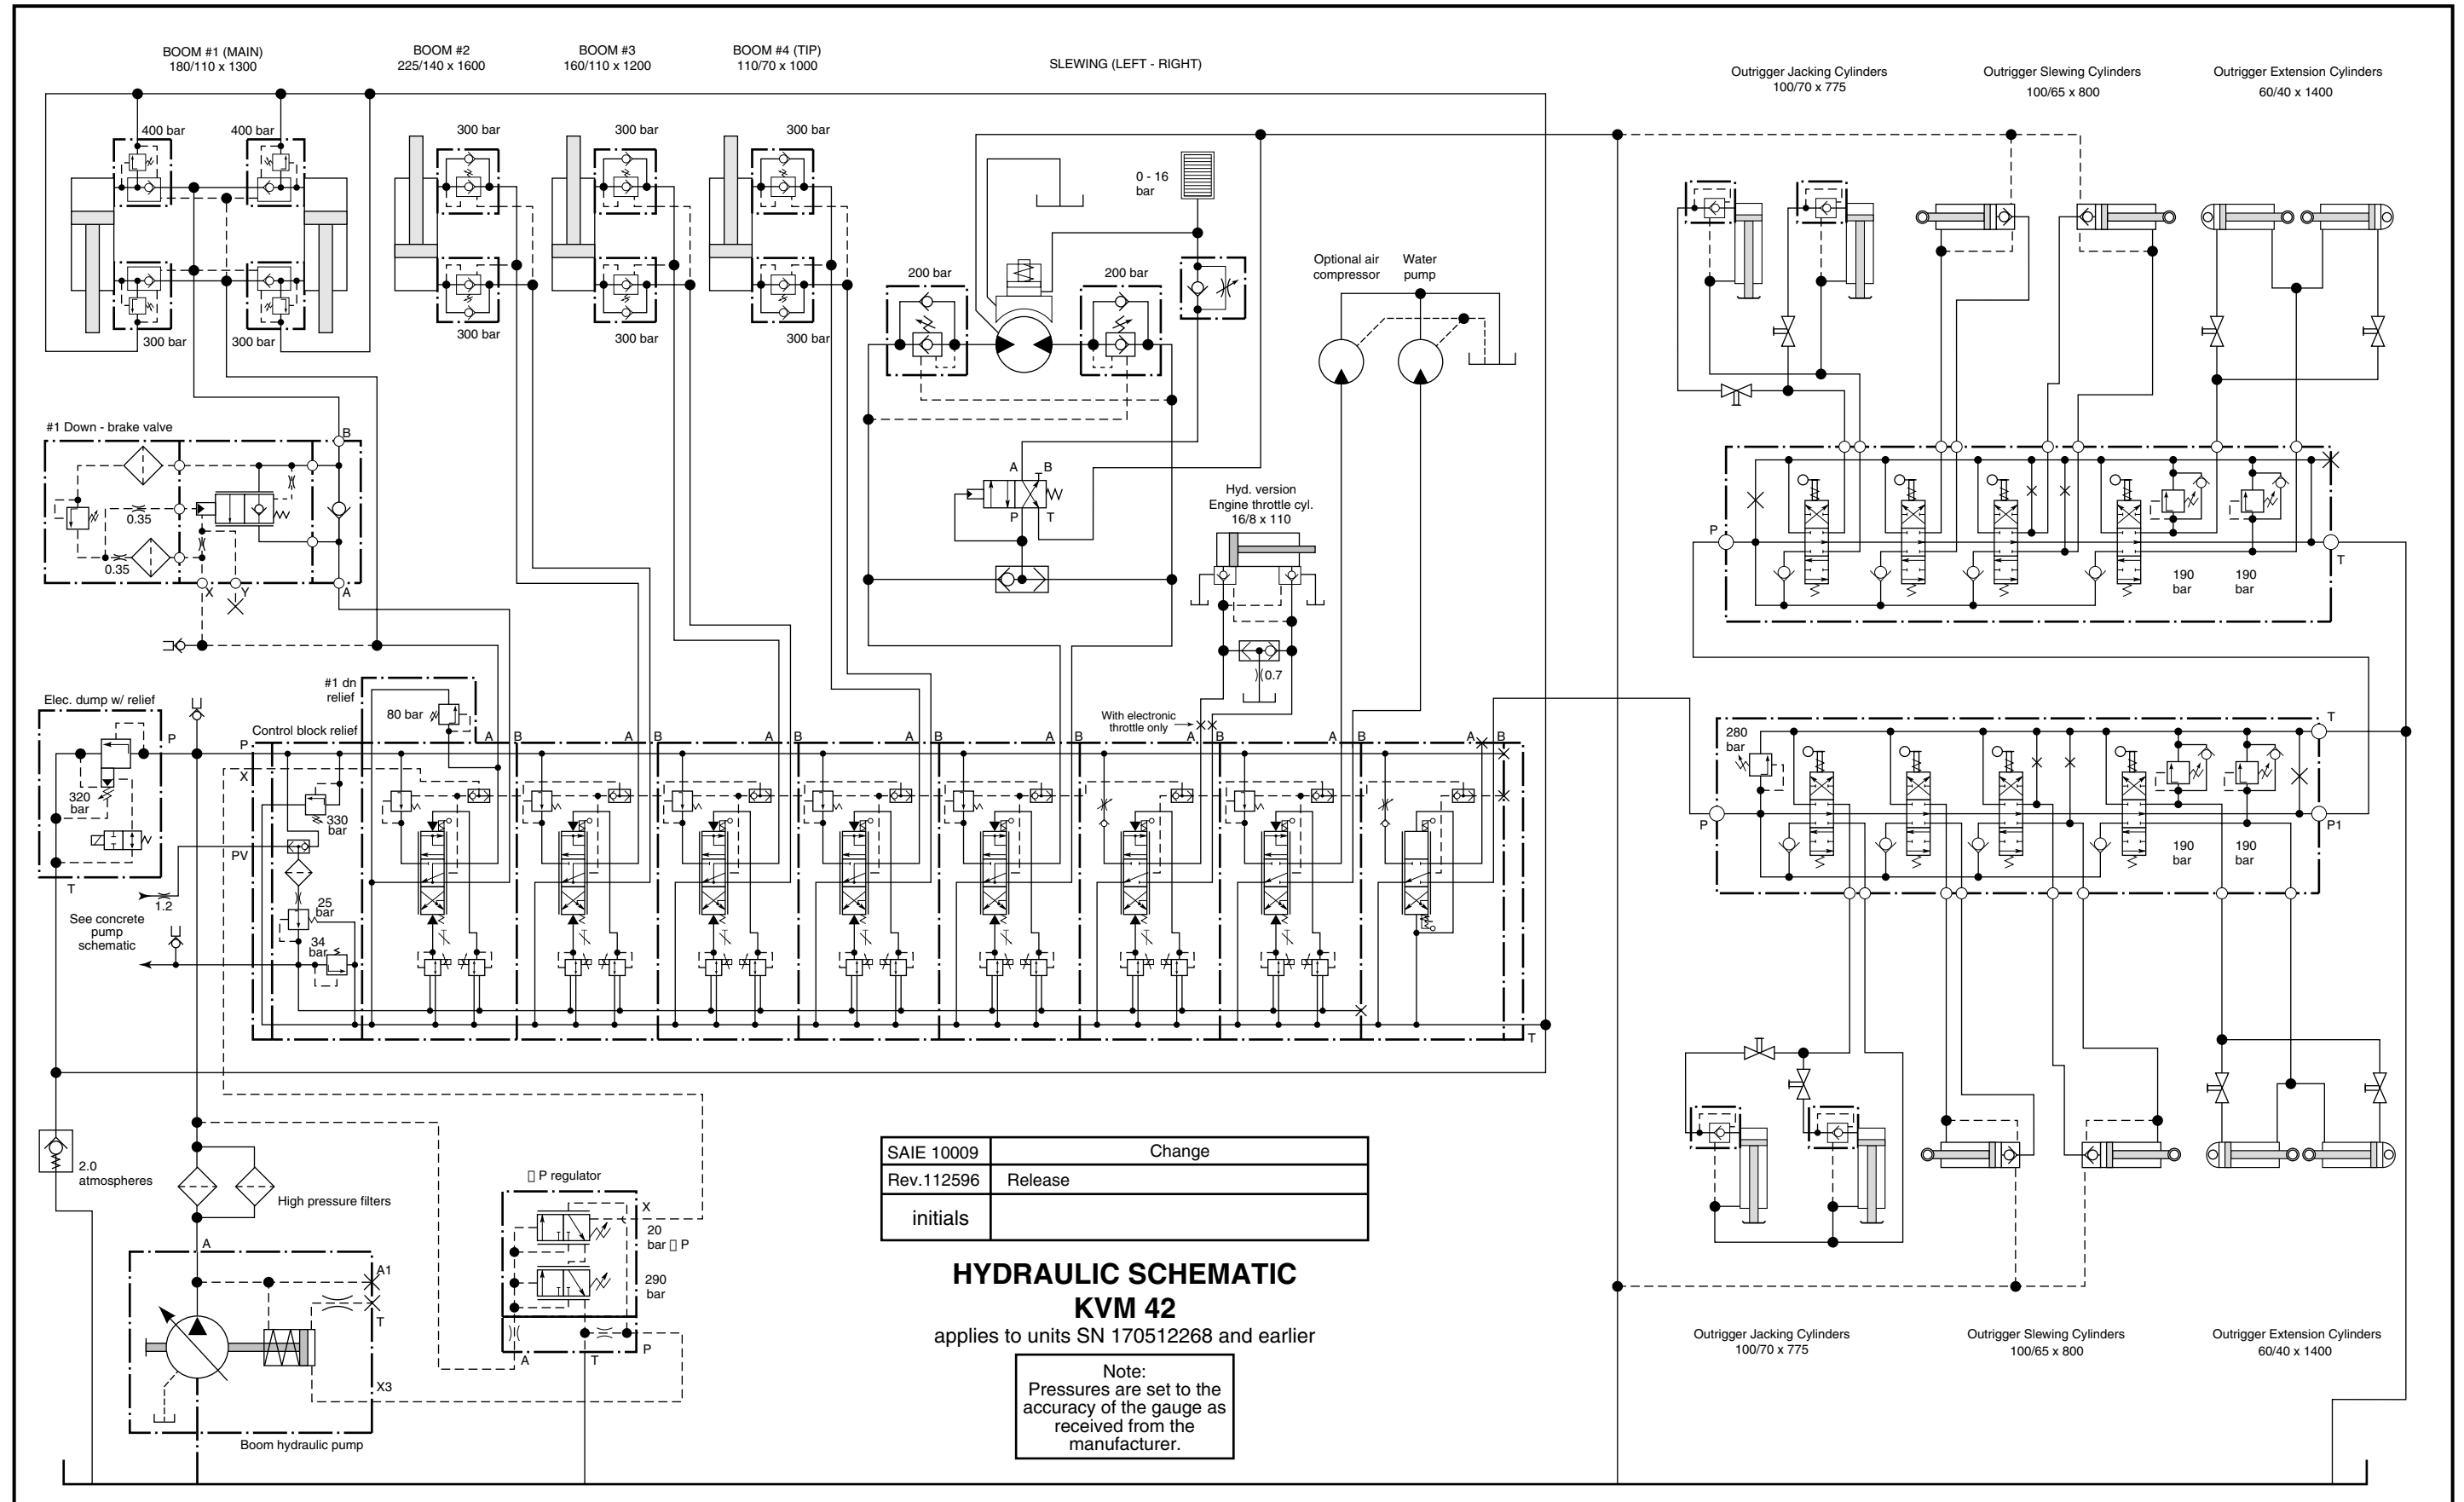 BOOM #1 (MAIN)
180/110 x 1300
BOOM #2
225/140 x 1600
BOOM #3
160/110 x 1200
BOOM #4 (TIP)
110/70 x 1000
SLEWING (LEFT - RIGHT)
Outrigger Jacking Cylinders
100/70 x 775
Outrigger Slewing Cylinders
100/65 x 800
Outrigger Extension Cylinders
60/40 x 1400
400 bar
400 bar
300 bar
300 bar
300 bar
300 bar
300 bar
300 bar
300 bar
300 bar
0 - 16
bar
200 bar
200 bar
Optional air
compressor
Water
pump
#1 Down - brake valve
B
0.35
0.35
X
Y
A
A
B
P
T
Hyd. version
Engine throttle cyl.
16/8 x 110
0.7
With electronic
throttle only
P
T
190
bar
190
bar
Elec. dump w/ relief
P
320
bar
T
#1 dn
relief
80 bar
Control block relief
P
X
330
bar
PV
1.2
25
bar
34
bar
See concrete
pump
schematic
A
B
A
B
A
B
A
B
A
B
A
B
A
B
A
B
T
280
bar
T
P
P1
190
bar
190
bar
2.0
atmospheres
High pressure filters
A
A1
T
X3
Boom hydraulic pump
▯ P regulator
X
20
bar ▯ P
290
bar
A
T
P
SAIE 10009
Change
Rev.112596
Release
initials
HYDRAULIC SCHEMATIC
KVM 42
applies to units SN 170512268 and earlier
Note:
Pressures are set to the
accuracy of the gauge as
received from the
manufacturer.
Outrigger Jacking Cylinders
100/70 x 775
Outrigger Slewing Cylinders
100/65 x 800
Outrigger Extension Cylinders
60/40 x 1400